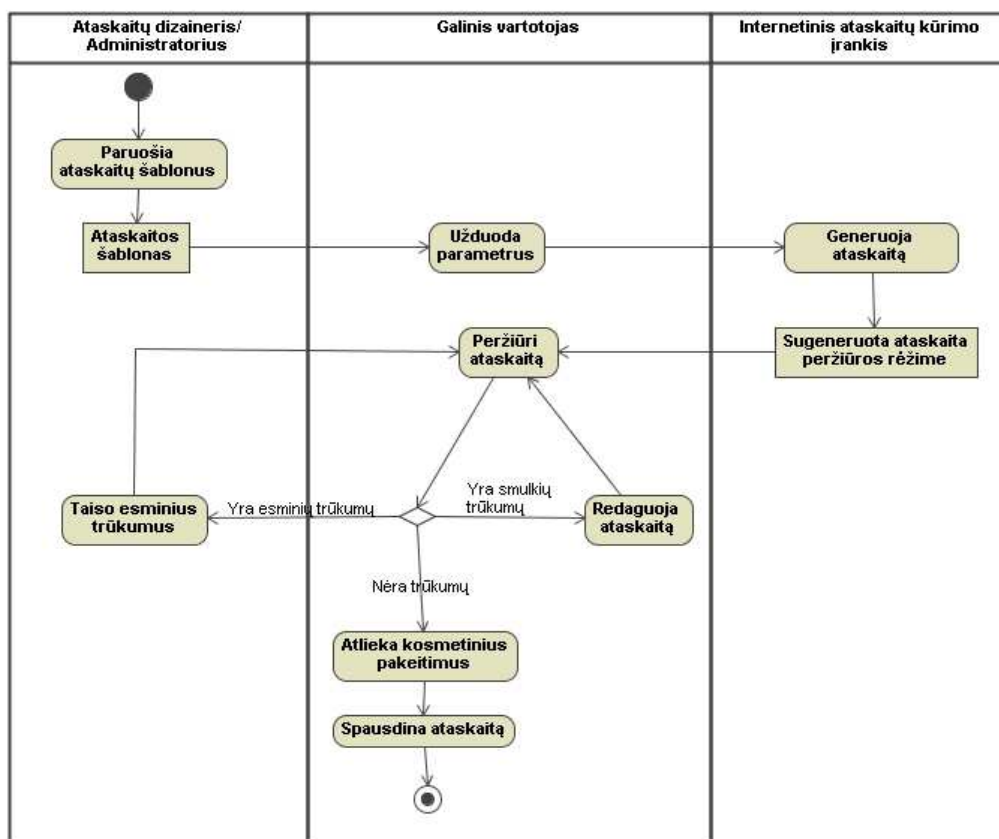 Ataskaitų dizaineris/
Administratorius
Galinis vartotojas
Internetinis ataskaitų kūrimo
įrankis
Paruošia
ataskaitų šablonus
Ataskaitos
šablonas
Užduoda
parametrus
Generuoja
ataskaitą
Peržiūri
ataskaitą
Sugeneruota ataskaita
peržiūros rėžime
Taiso esminius
trūkumus
Yra esminių trūkumų
Yra smulkių
trūkumų
Redaguoja
ataskaitą
Nėra trūkumų
Atlieka kosmetinius
pakeitimus
Spausdina ataskaitą